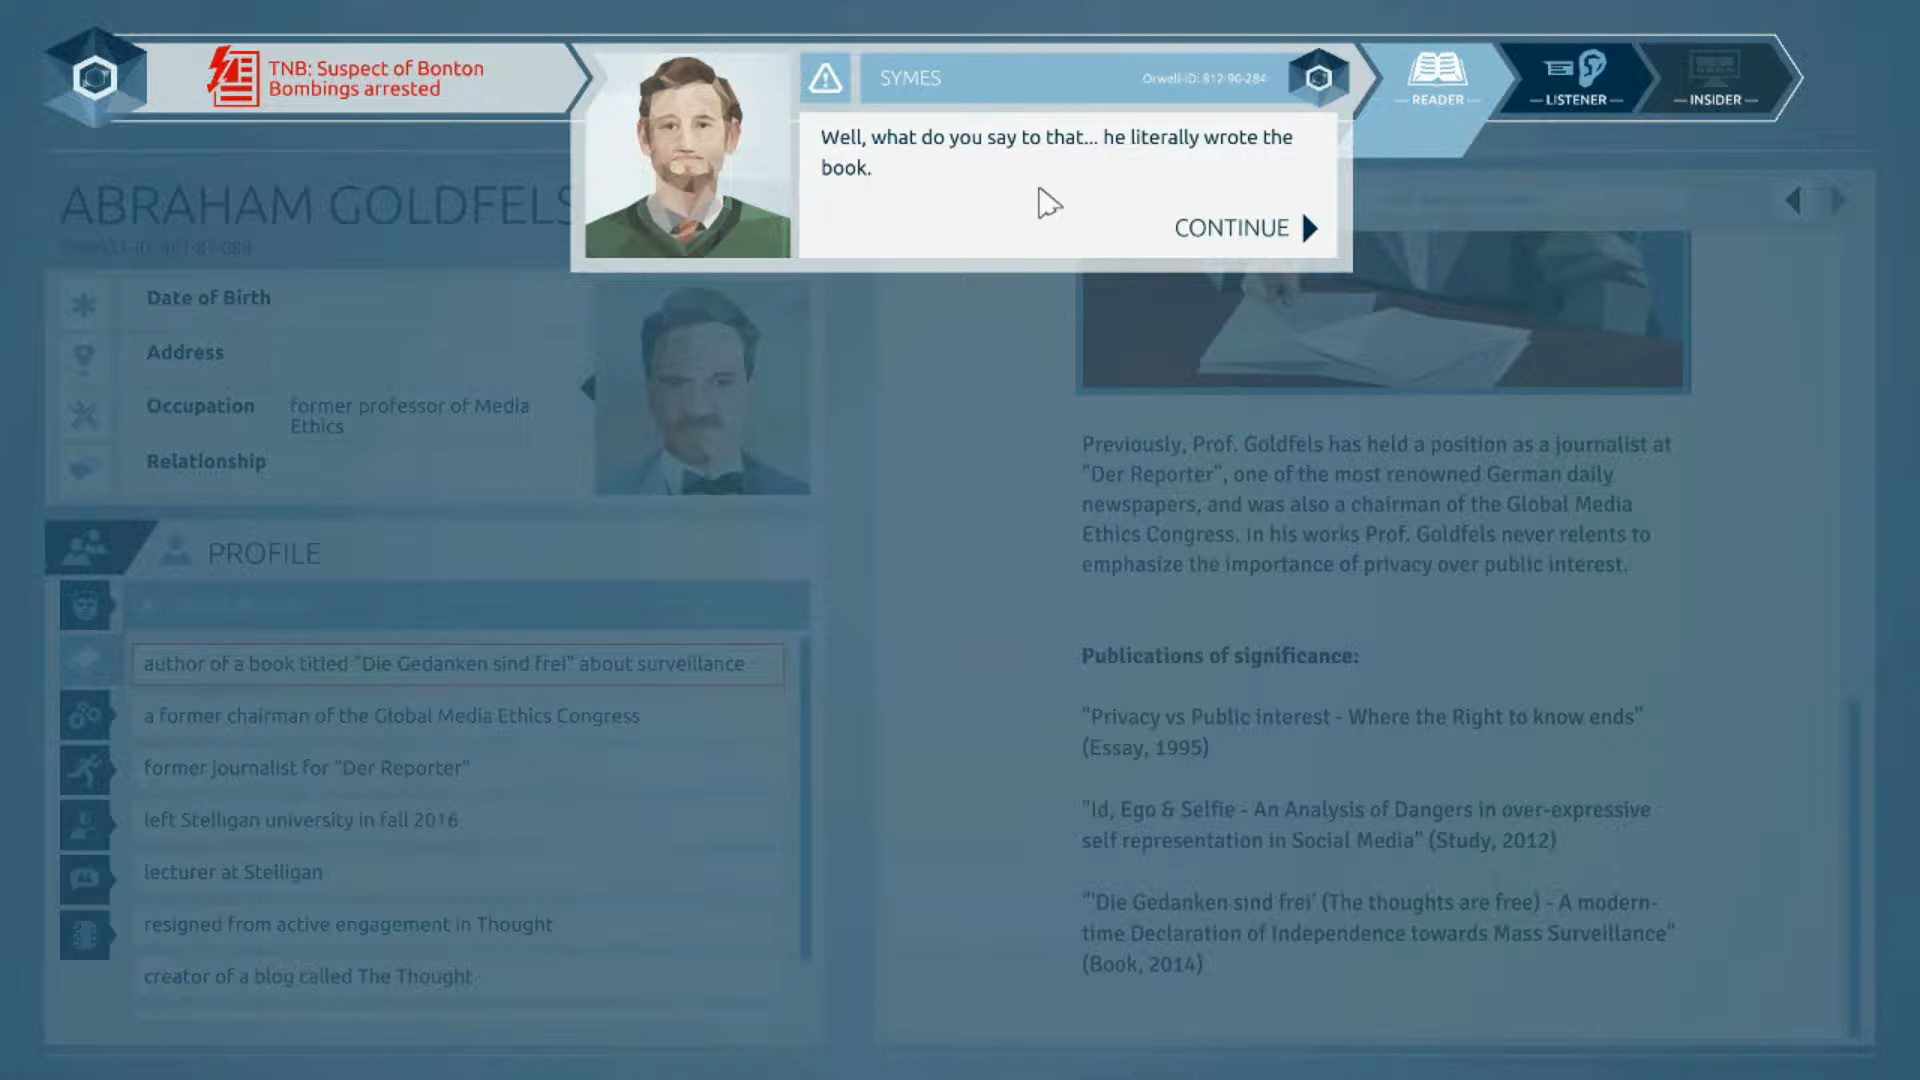 TNB: Suspect of Bonton
Bombings arrested
SYMES
Orwell-ID: 812-90-284
READER
LISTENER
INSIDER
Well, what do you say to that... he literally wrote the
book.
CONTINUE
ABRAHAM GOLDFELS
Date of Birth
Address
Occupation
former professor of Media
Ethics
Relationship
PROFILE
author of a book titled "Die Gedanken sind frei" about surveillance
a former chairman of the Global Media Ethics Congress
former journalist for "Der Reporter"
left Stelligan university in fall 2016
lecturer at Stelligan
resigned from active engagement in Thought
creator of a blog called The Thought
Previously, Prof. Goldfels has held a position as a journalist at
"Der Reporter", one of the most renowned German daily
newspapers, and was also a chairman of the Global Media
Ethics Congress. In his works Prof. Goldfels never relents to
emphasize the importance of privacy over public interest.
Publications of significance:
"Privacy vs Public interest - Where the Right to know ends"
(Essay, 1995)
"Id, Ego & Selfie - An Analysis of Dangers in over-expressive
self representation in Social Media" (Study, 2012)
"'Die Gedanken sind frei' (The thoughts are free) - A modern-
time Declaration of Independence towards Mass Surveillance"
(Book, 2014)